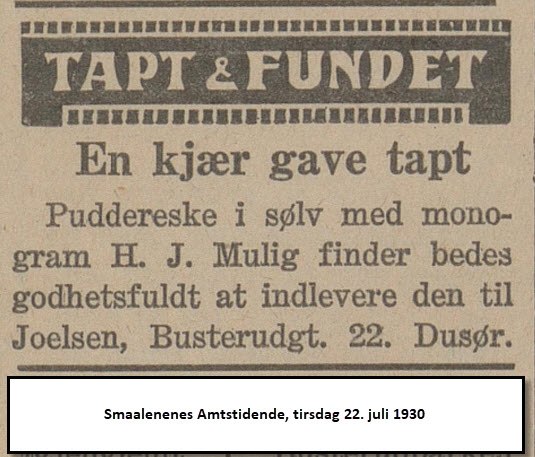 TAPT & FUNDET
En kjær gave tapt
Puddereske i sølv med mono-
gram H. J. Mulig finder bedes
godhetsfuldt at indlevere den til
Joelsen, Busterudgt. 22. Dusør.
Smaalenenes Amtstidende, tirsdag 22. juli 1930